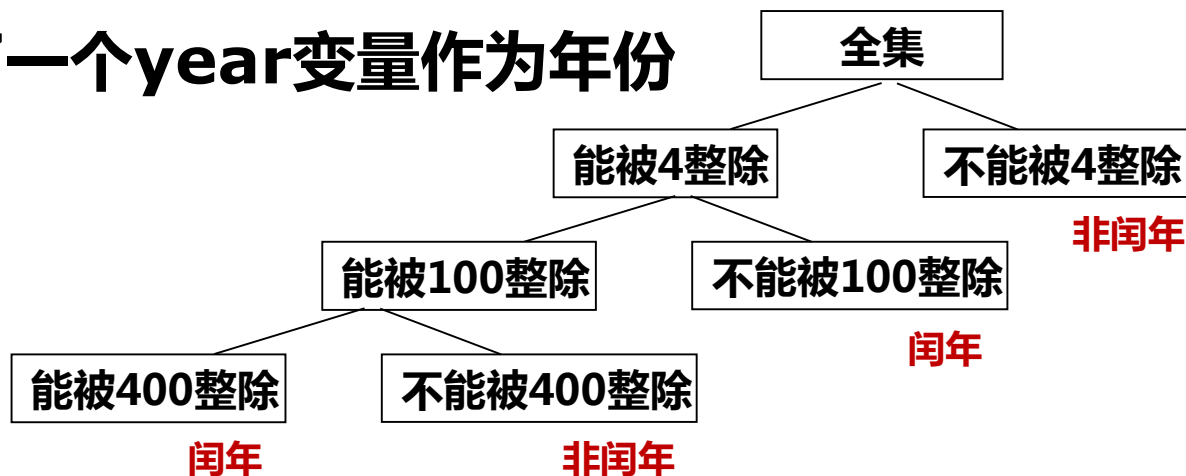 一个year变量作为年份
全集
能被4整除
不能被4整除
非闰年
能被100整除
不能被100整除
闰年
能被400整除
不能被400整除
闰年
非闰年